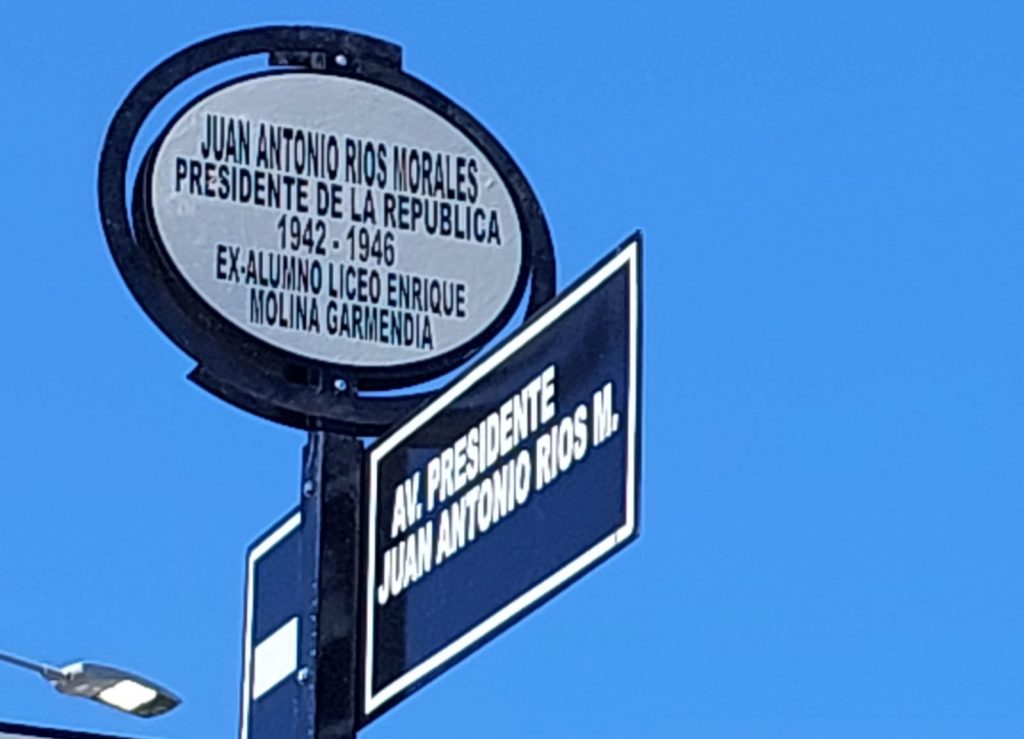 JUAN ANTONIO RIOS MORALES
PRESIDENTE DE LA REPUBLICA
1942 - 1946
EX-ALUMNO LICEO ENRIQUE
MOLINA GARMENDIA
AV. PRESIDENTE
JUAN ANTONIO RIOS M.